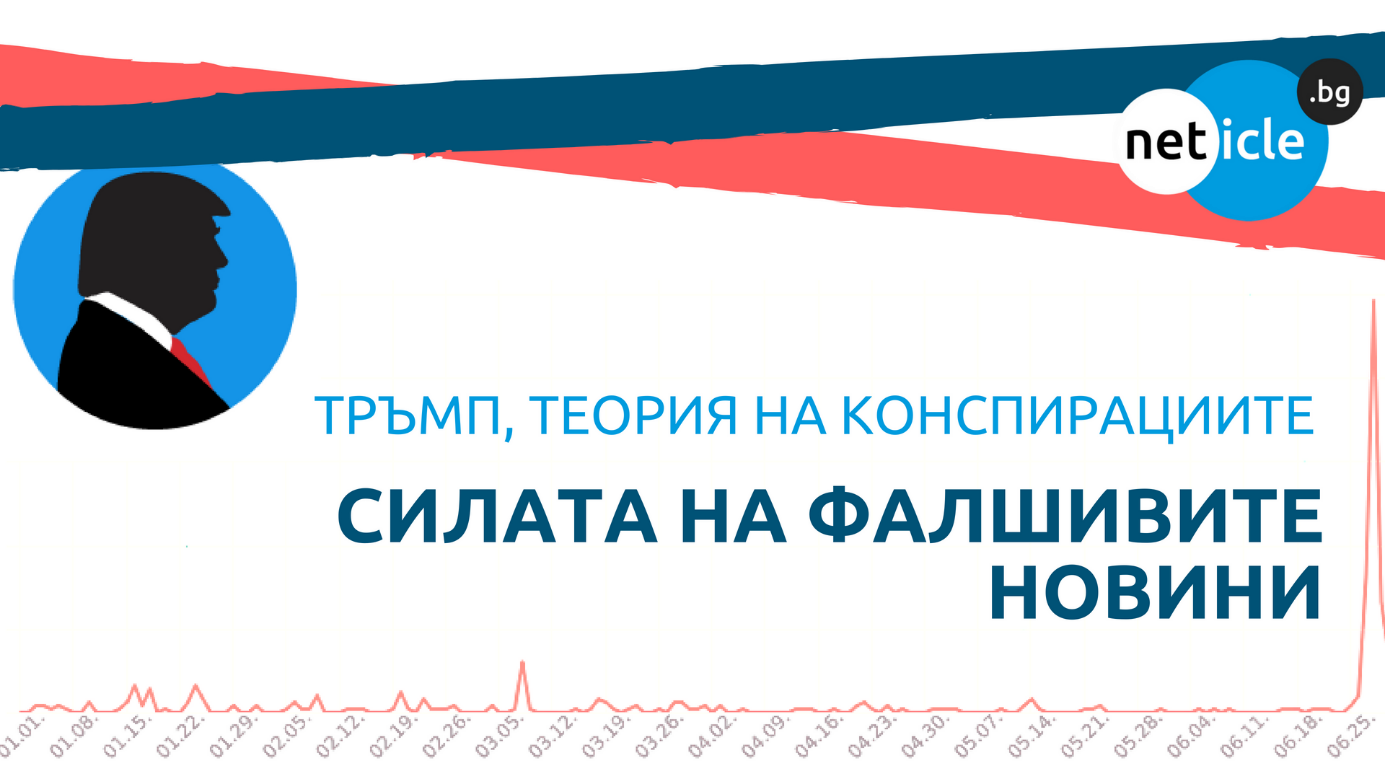 .bg
neticle
ТРЪМП, ТЕОРИЯ НА КОНСПИРАЦИИТЕ
СИЛАТА НА ФАЛШИВИТЕ
НОВИНИ
01.01. 01.08. 01.15. 01.22. 01.29. 02.05. 02.12. 02.19. 02.26. 03.05. 03.12. 03.19. 03.26. 04.02. 04.09. 04.16. 04.23. 04.30. 05.07. 05.14. 05.21. 05.28. 06.04. 06.11. 06.18. 06.25.